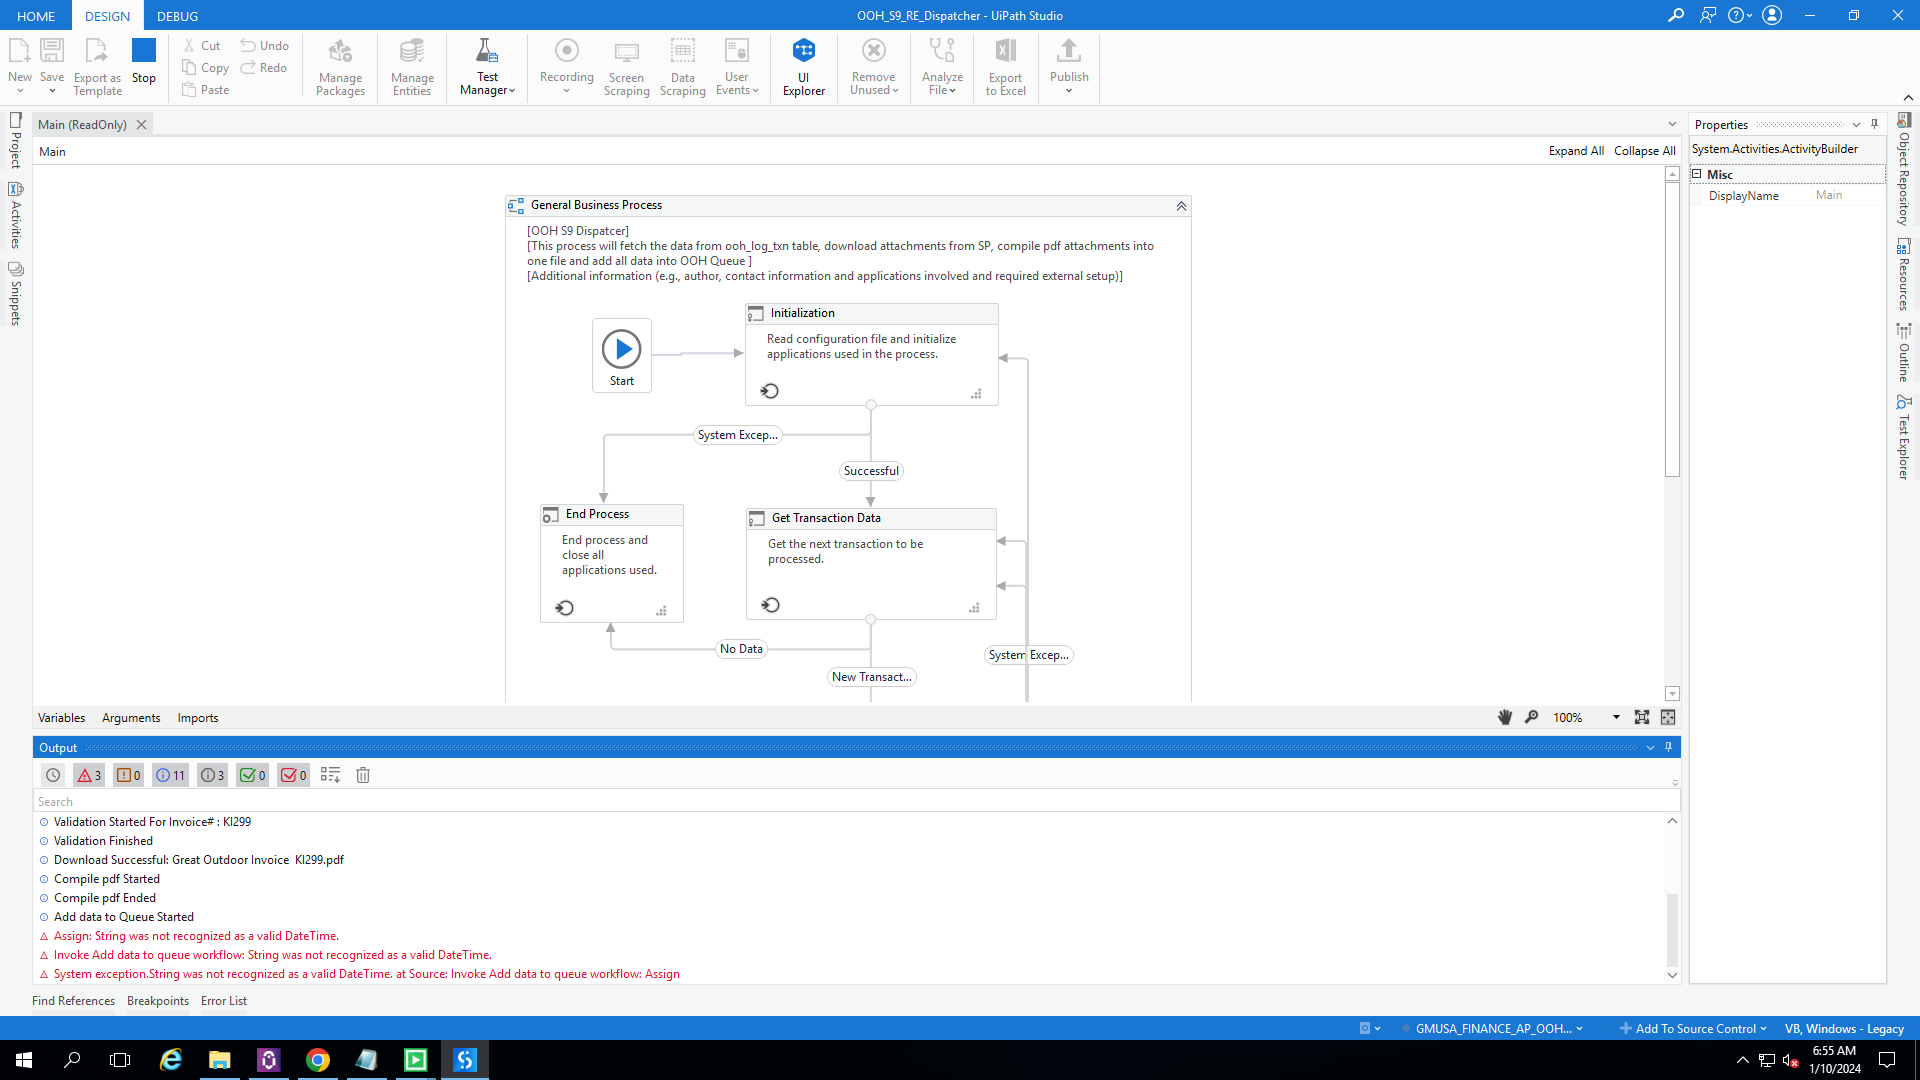 HOME
DESIGN
DEBUG
OOH_S9_RE_Dispatcher - UiPath Studio
New
Save
Export as Template
Stop
Cut
Copy
Paste
Undo
Redo
Manage Packages
Manage Entities
Test Manager
Recording
Screen Scraping
Data Scraping
User Events
UI Explorer
Remove Unused
Analyze File
Export to Excel
Publish
Project
Activities
Snippets
Main (ReadOnly)
Main
Expand All
Collapse All
General Business Process
[OOH S9 Dispatcer]
[This process will fetch the data from ooh_log_txn table, download attachments from SP, compile pdf attachments into
one file and add all data into OOH Queue ]
[Additional information (e.g., author, contact information and applications involved and required external setup)]
Start
Initialization
Read configuration file and initialize
applications used in the process.
System Excep...
Successful
End Process
End process and
close all
applications used.
Get Transaction Data
Get the next transaction to be
processed.
No Data
New Transact...
System Excep...
Variables
Arguments
Imports
100%
Properties
System.Activities.ActivityBuilder
Misc
DisplayName
Main
Object Repository
Resources
Outline
Test Explorer
Output
3
0
11
3
0
0
Search
Validation Started For Invoice# : KI299
Validation Finished
Download Successful: Great Outdoor Invoice  KI299.pdf
Compile pdf Started
Compile pdf Ended
Add data to Queue Started
Assign: String was not recognized as a valid DateTime.
Invoke Add data to queue workflow: String was not recognized as a valid DateTime.
System exception.String was not recognized as a valid DateTime. at Source: Invoke Add data to queue workflow: Assign
Find References
Breakpoints
Error List
GMUSA_FINANCE_AP_OOH...
Add To Source Control
VB, Windows - Legacy
6:55 AM
1/10/2024